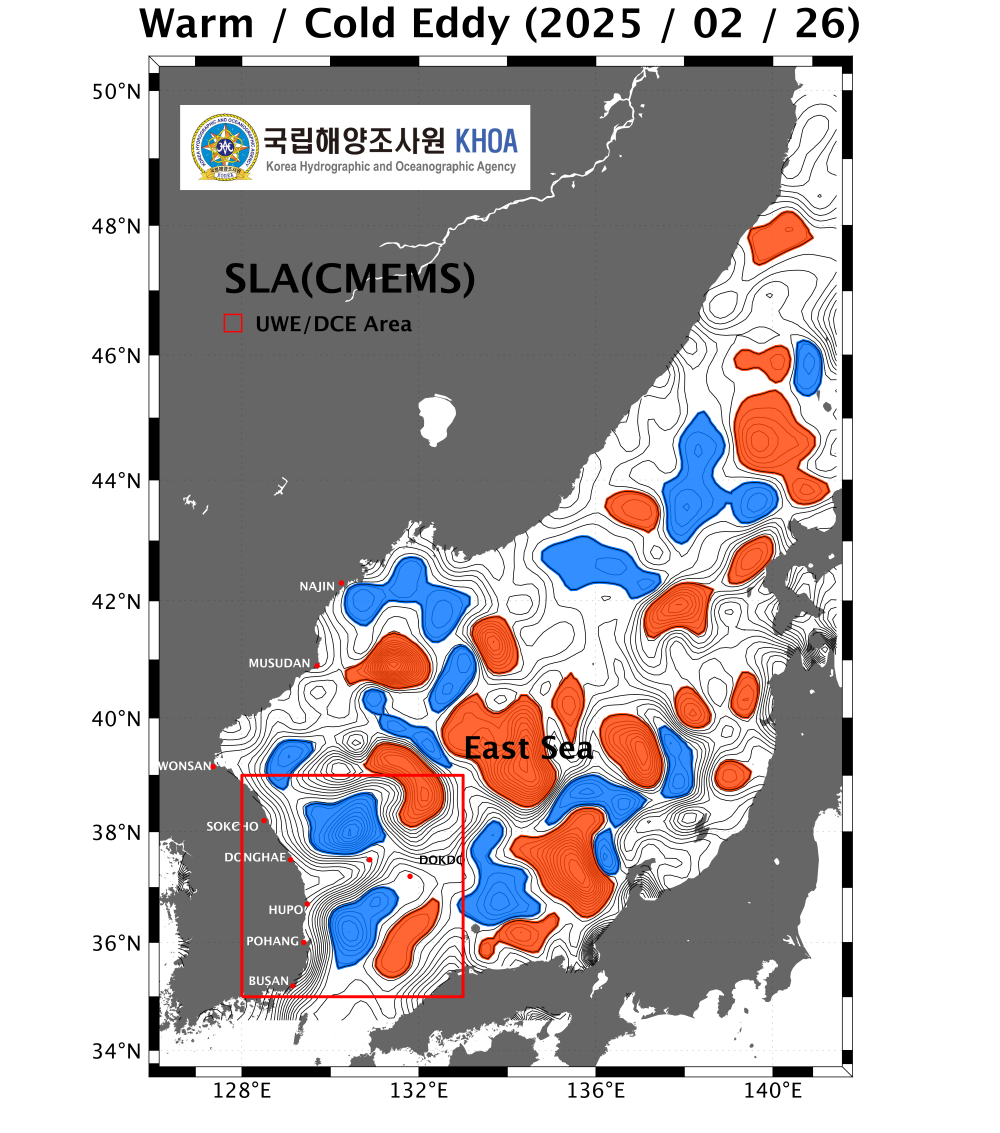 Warm / Cold Eddy (2025 / 02 / 26)
50°N
국립해양조사원 KHOA
Korea Hydrographic and Oceanographic Agency
48°N
SLA(CMEMS)
UWE/DCE Area
46°N
44°N
NAJIN
42°N
MUSUDAN
40°N
East Sea
WONSAN
SOKCHO
38°N
DONGHAE
DOKDO
HUPO
POHANG
36°N
BUSAN
34°N
128°E
132°E
136°E
140°E